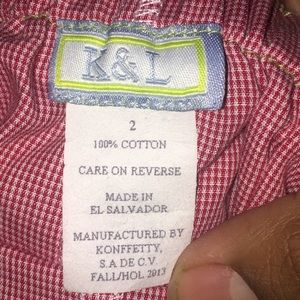 K&L
2
100% COTTON
CARE ON REVERSE
MADE IN
EL SALVADOR
MANUFACTURED BY
KONFFETTY,
S.A DE C.V
FALL/HOL 2013